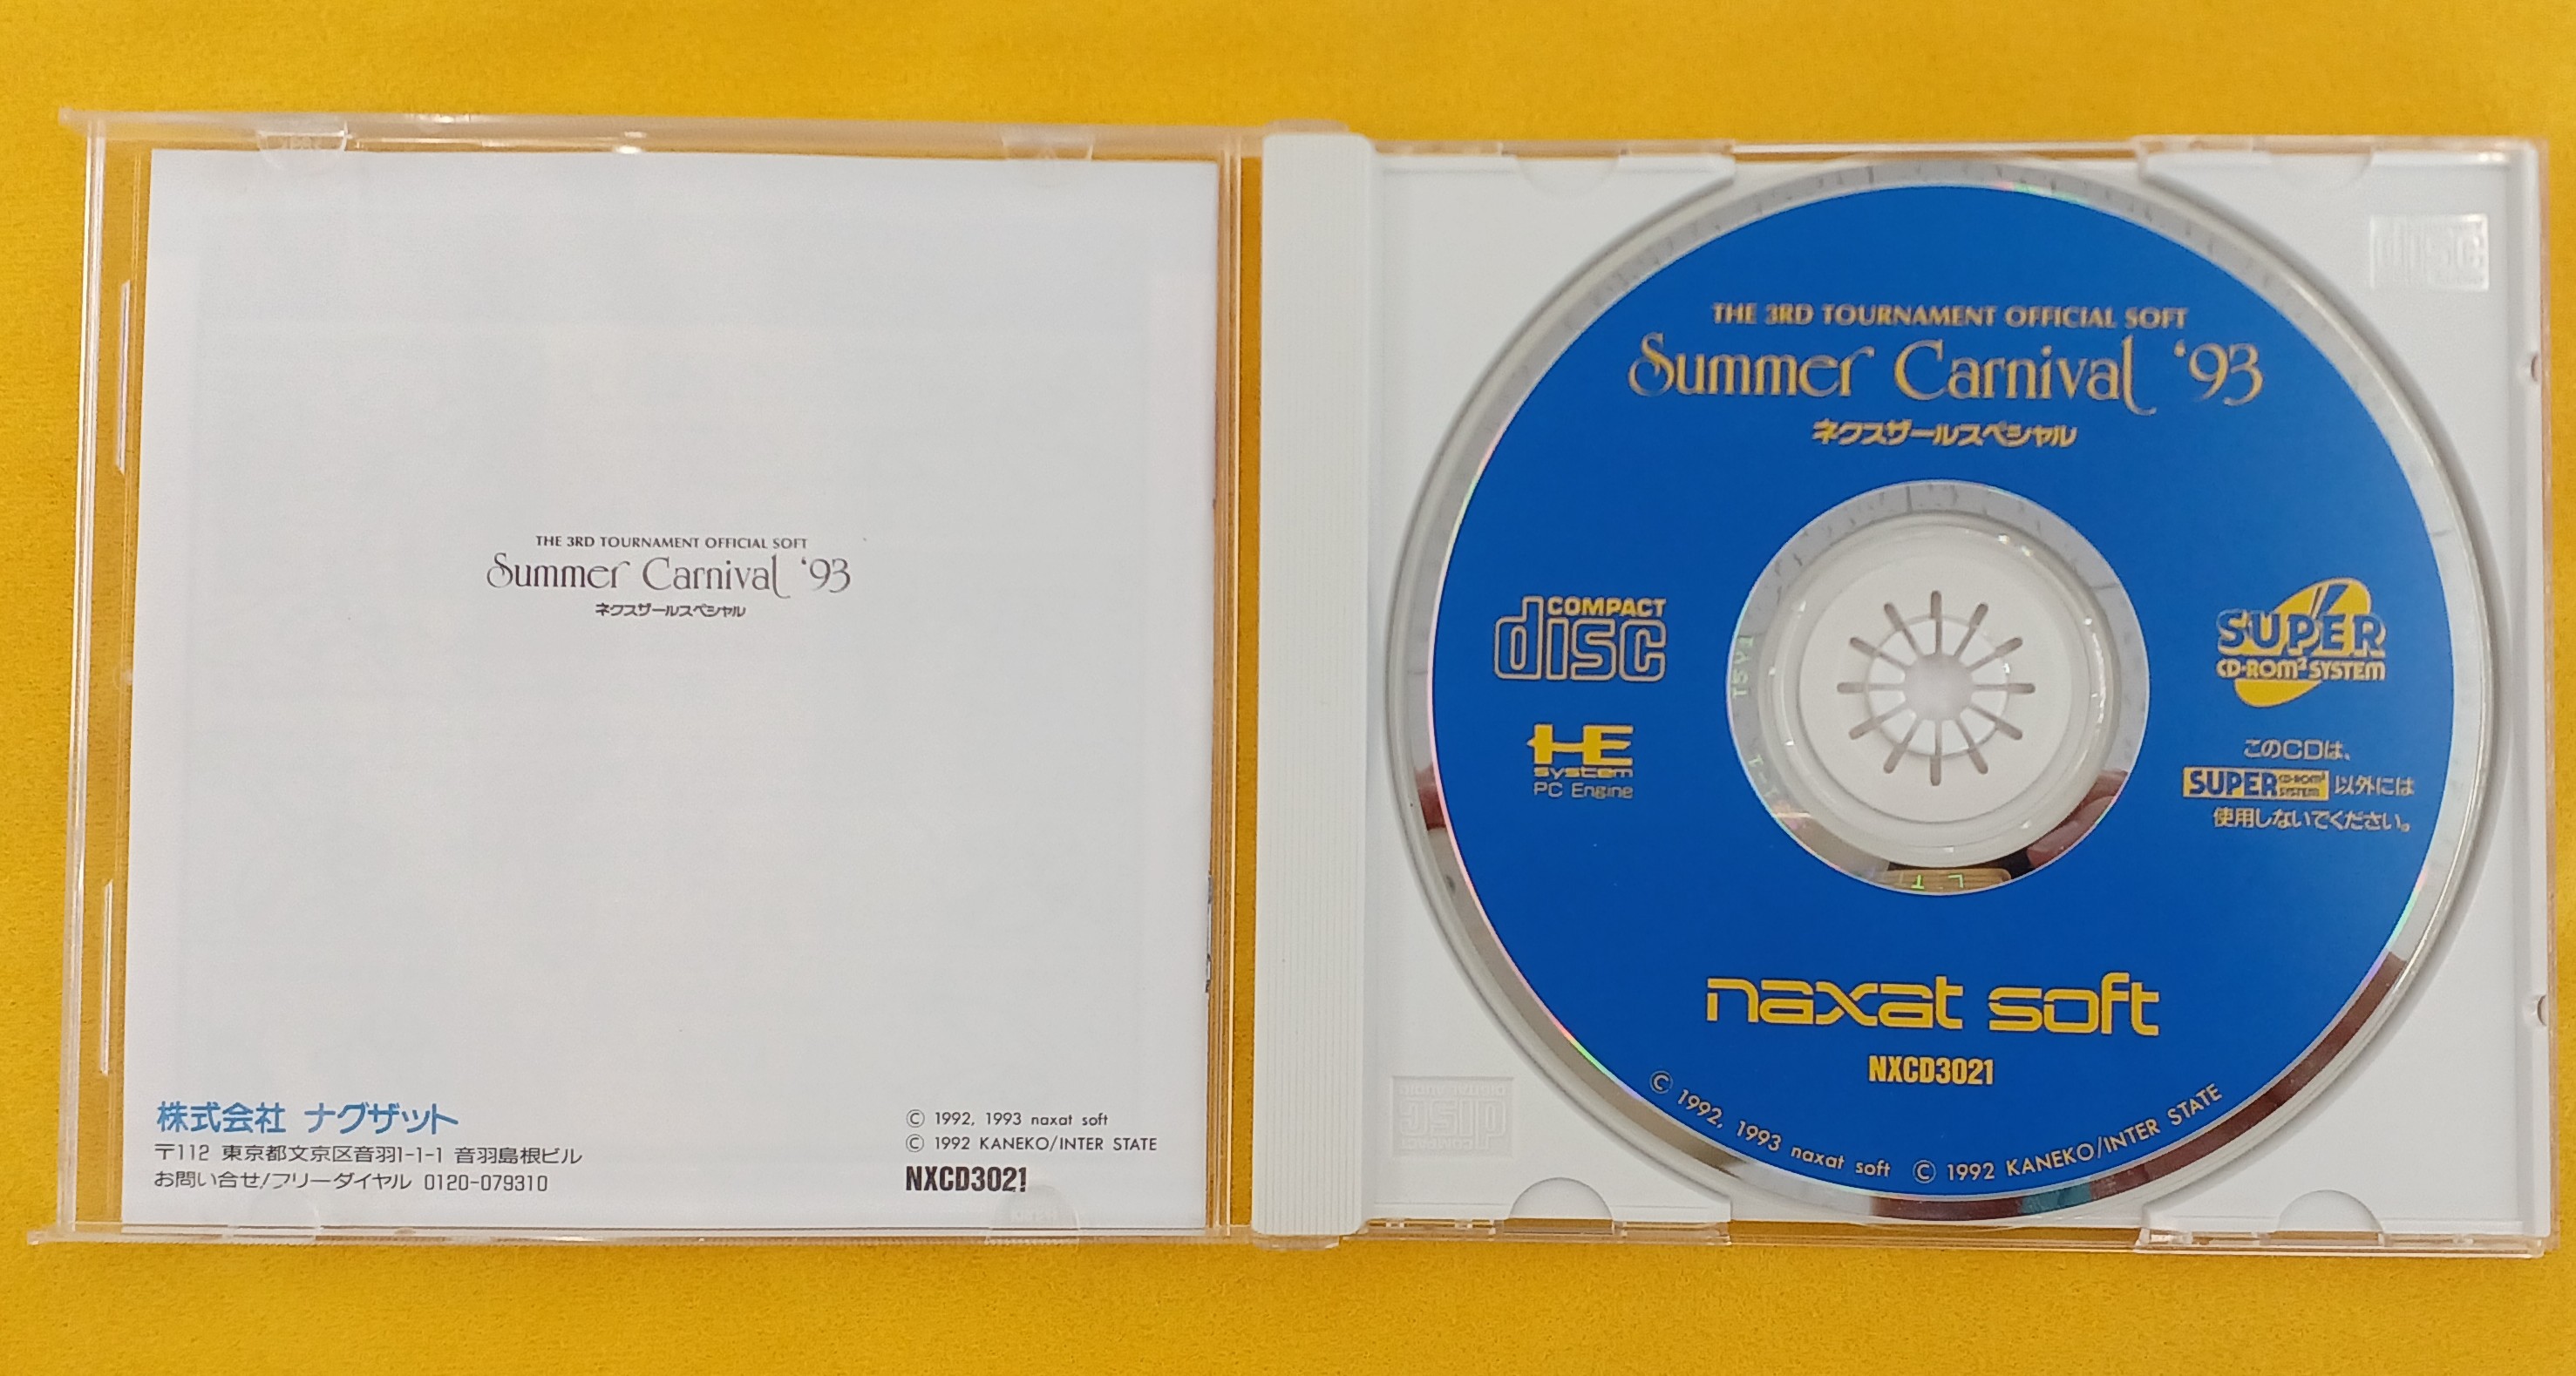 THE 3RD TOURNAMENT OFFICIAL SOFT
Summer Carnival '93
ネクスザールスペシャル
株式会社 ナグザット
〒112 東京都文京区音羽1-1-1 音羽島根ビル
お問い合せ/フリーダイヤル 0120-079310
© 1992, 1993 naxat soft
© 1992 KANEKO/INTER STATE
NXCD3021
THE 3RD TOURNAMENT OFFICIAL SOFT
Summer Carnival '93
ネクスザールスペシャル
COMPACT
disc
HE
system
PC Engine
SUPER
CD-ROM² SYSTEM
このCDは、
SUPER CD-ROM² SYSTEM 以外には
使用しないでください。
naxat soft
NXCD3021
© 1992, 1993 naxat soft © 1992 KANEKO/INTER STATE
disc